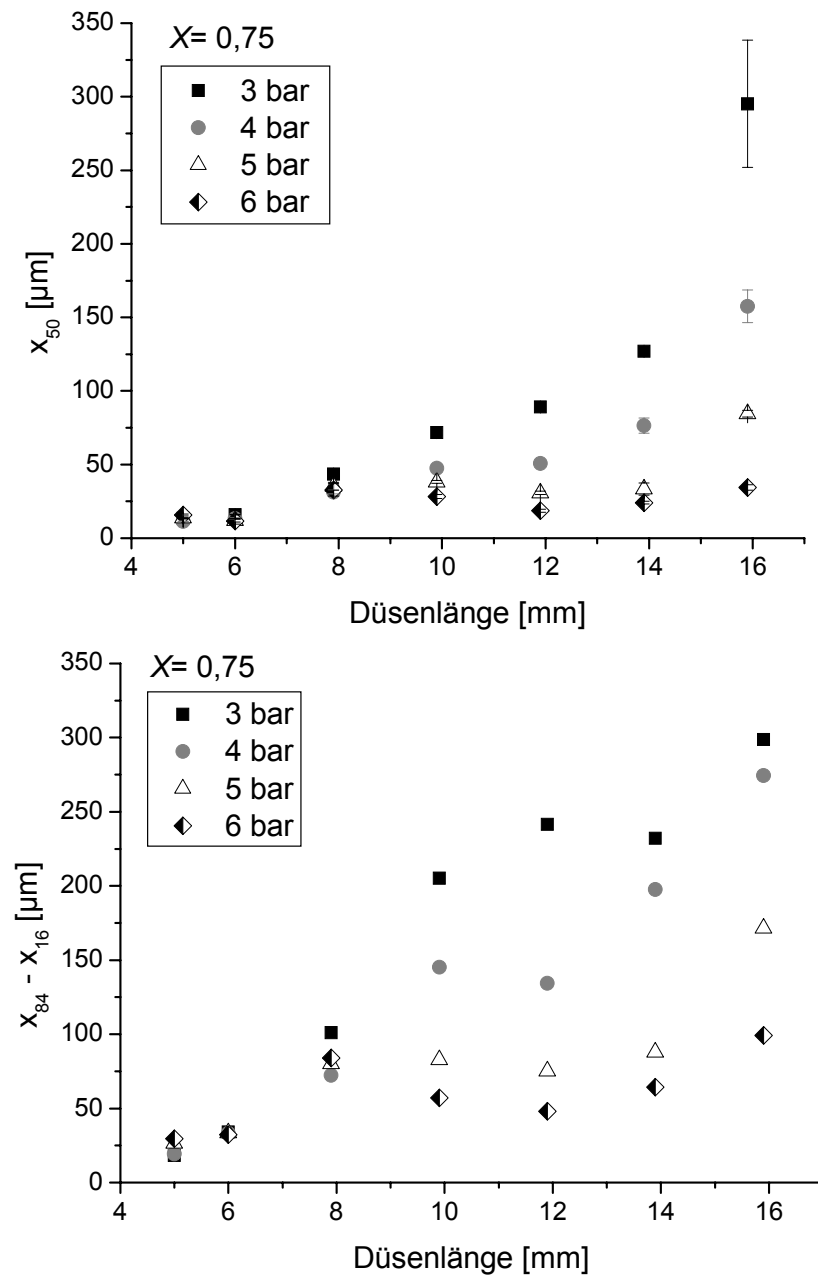 X= 0,75
3 bar
4 bar
5 bar
6 bar
350
300
250
200
150
100
50
0
x50 [µm]
4 6 8 10 12 14 16
Düsenlänge [mm]
X= 0,75
3 bar
4 bar
5 bar
6 bar
350
300
250
200
150
100
50
0
x84 - x16 [µm]
4 6 8 10 12 14 16
Düsenlänge [mm]